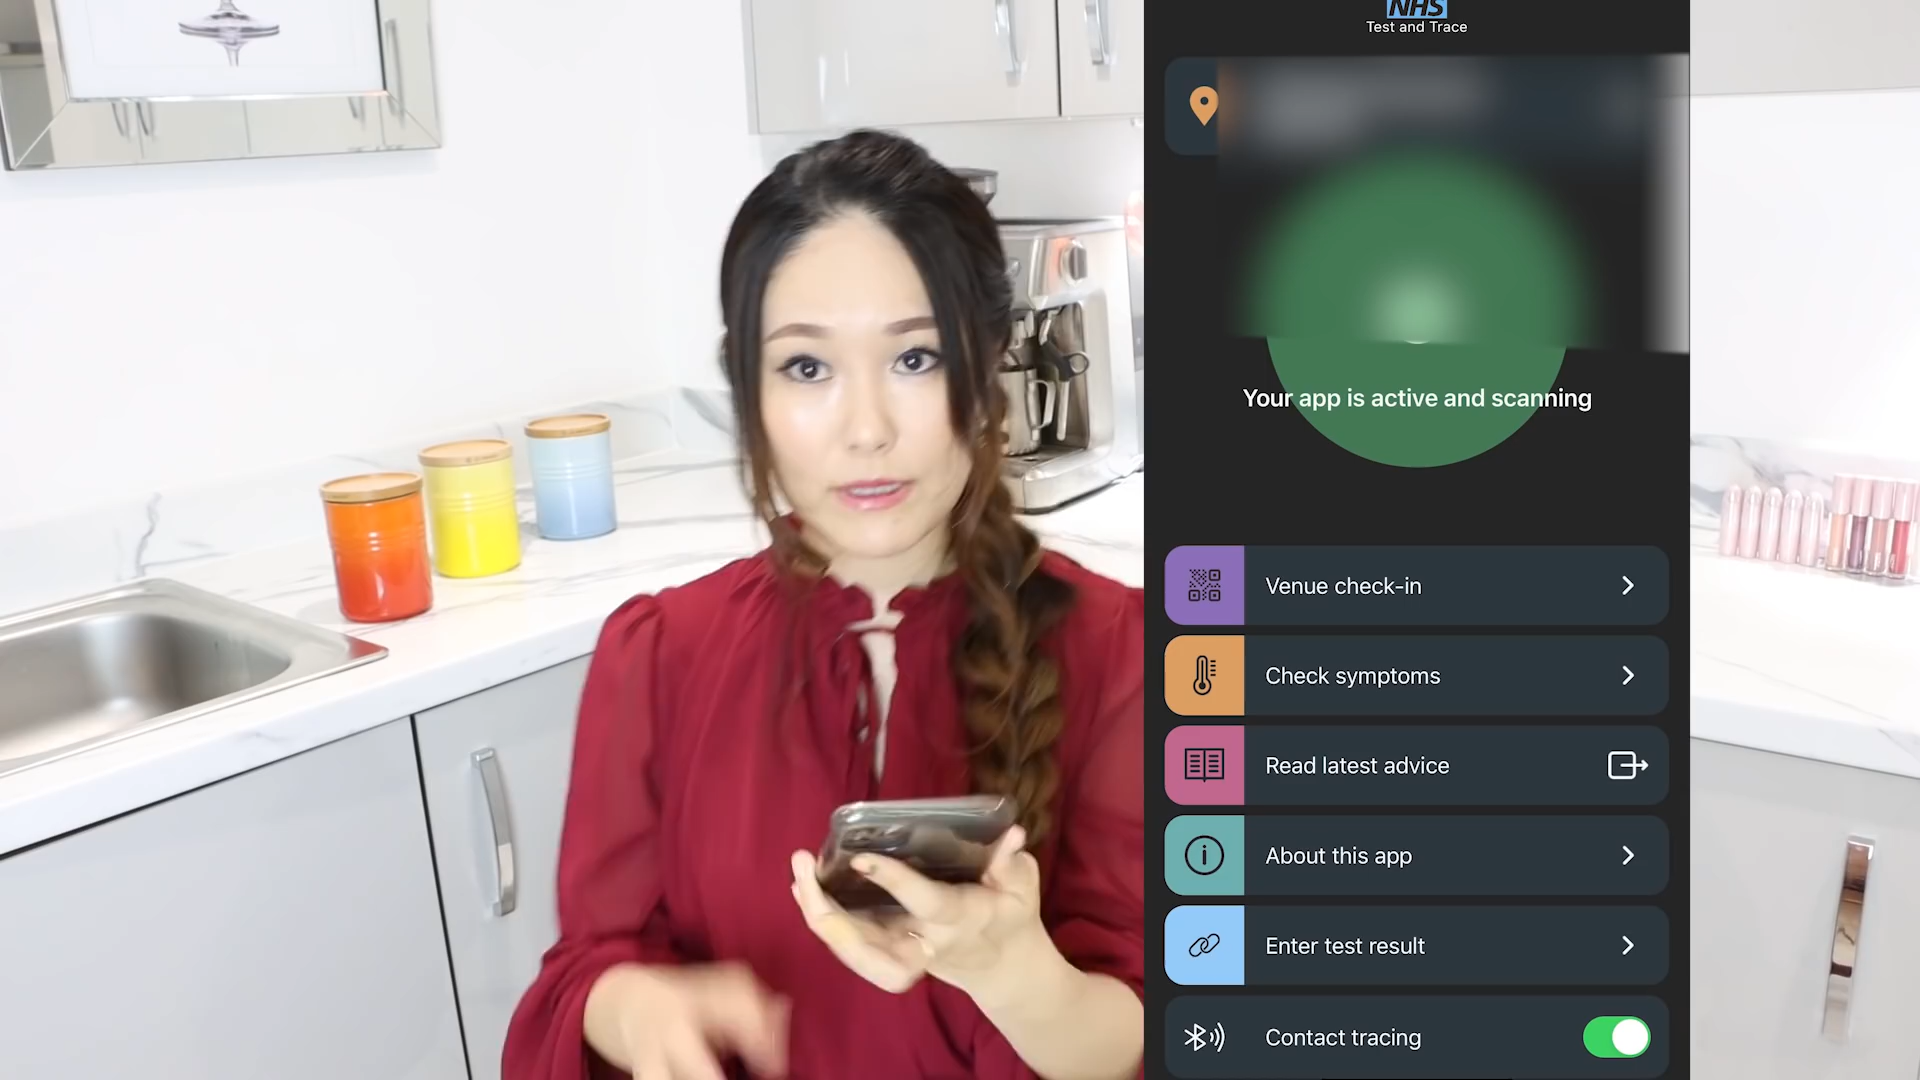 NHS
Test and Trace
Your app is active and scanning
Venue check-in
Check symptoms
Read latest advice
About this app
Enter test result
Contact tracing